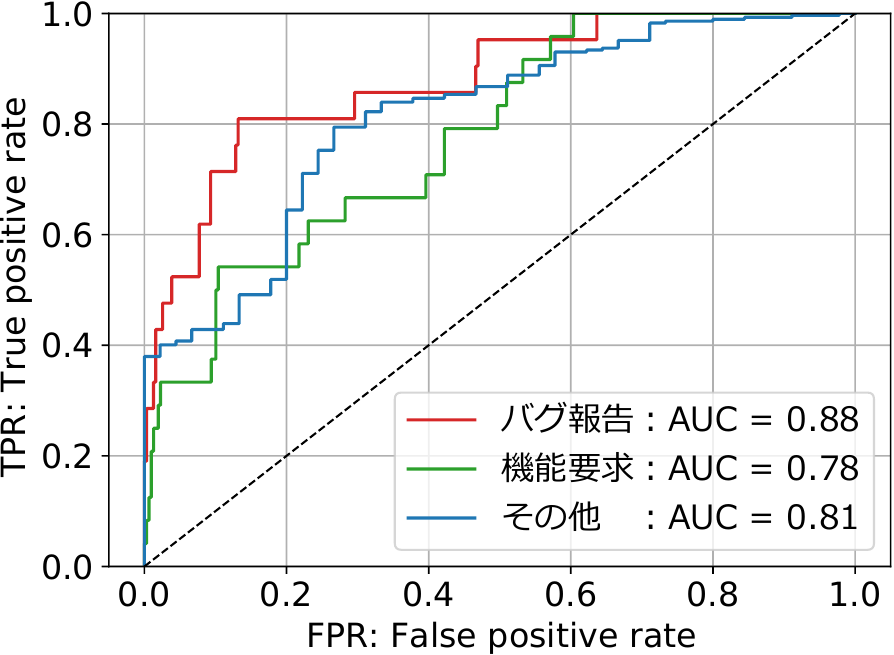 1.0
0.8
0.6
0.4
0.2
0.0
TPR: True positive rate
バグ報告 : AUC = 0.88
機能要求 : AUC = 0.78
その他 : AUC = 0.81
0.0 0.2 0.4 0.6 0.8 1.0
FPR: False positive rate